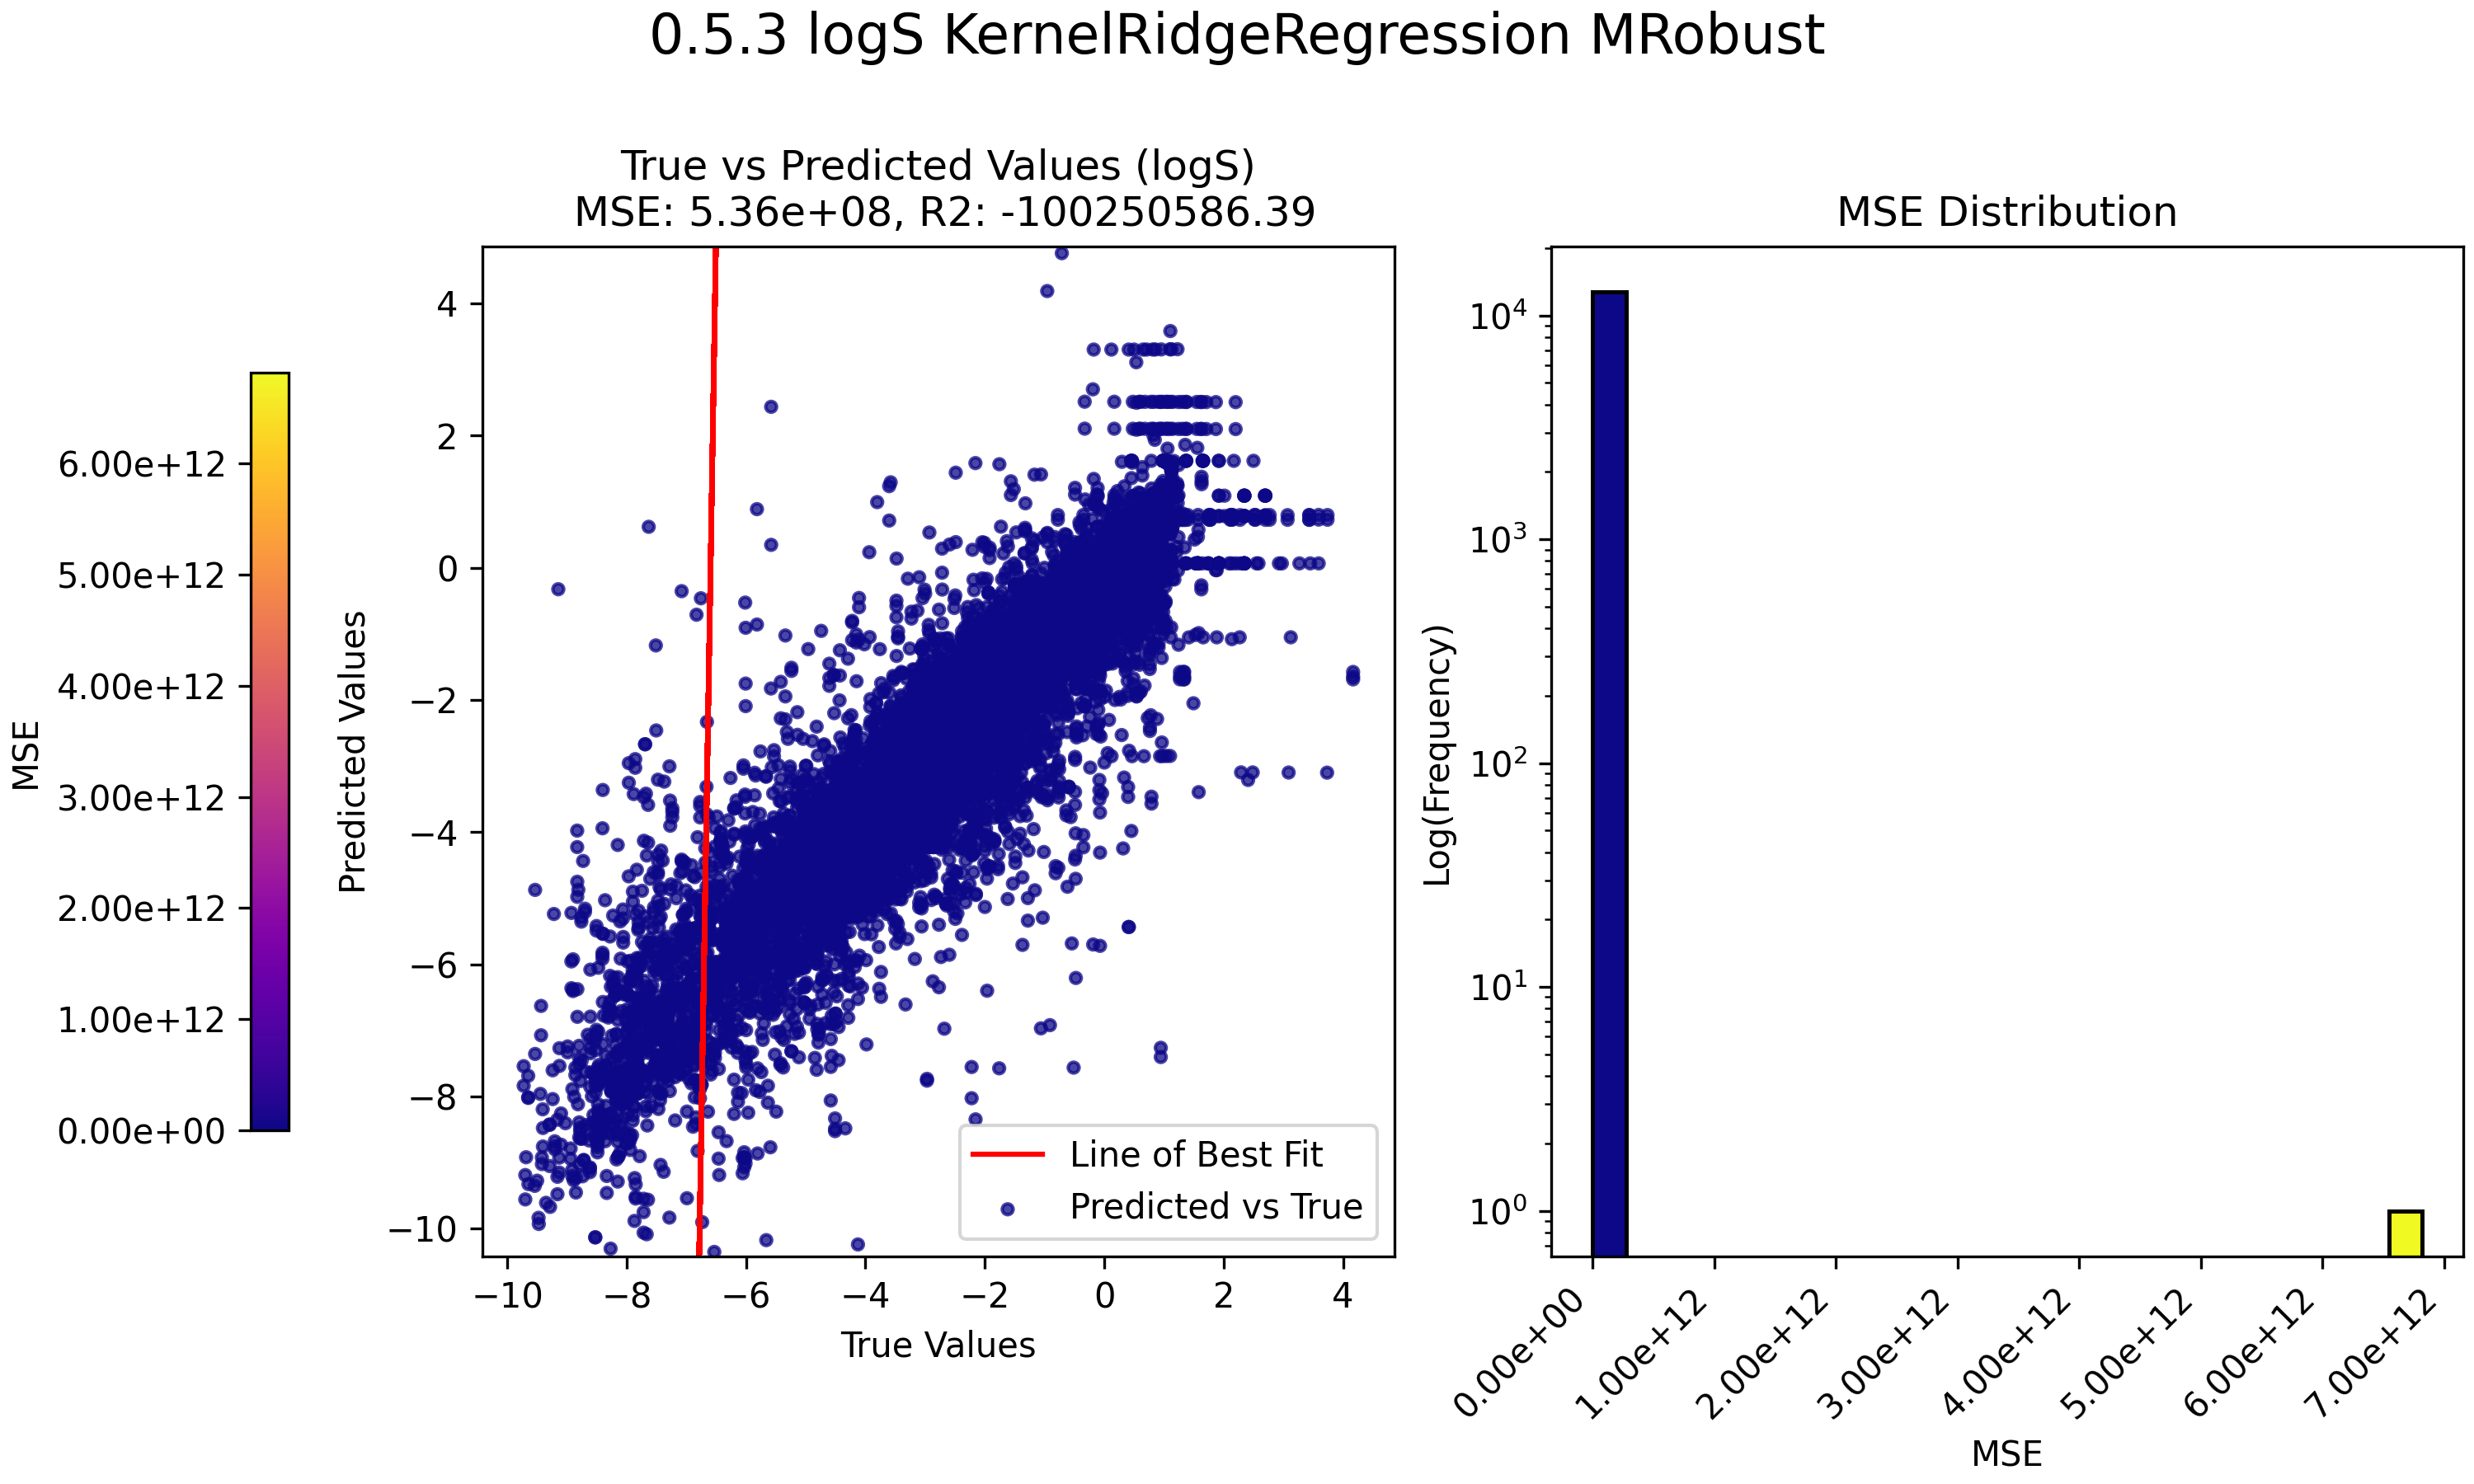 0.5.3 logS KernelRidgeRegression MRobust
True vs Predicted Values (logS)
MSE: 5.36e+08, R2: -100250586.39
MSE Distribution
MSE
6.00e+12
5.00e+12
4.00e+12
3.00e+12
2.00e+12
1.00e+12
0.00e+00
Predicted Values
4
2
0
−2
−4
−6
−8
−10
−10 −8 −6 −4 −2 0 2 4
True Values
Line of Best Fit
Predicted vs True
Log(Frequency)
10⁴
10³
10²
10¹
10⁰
0.00e+00
1.00e+12
2.00e+12
3.00e+12
4.00e+12
5.00e+12
6.00e+12
7.00e+12
MSE